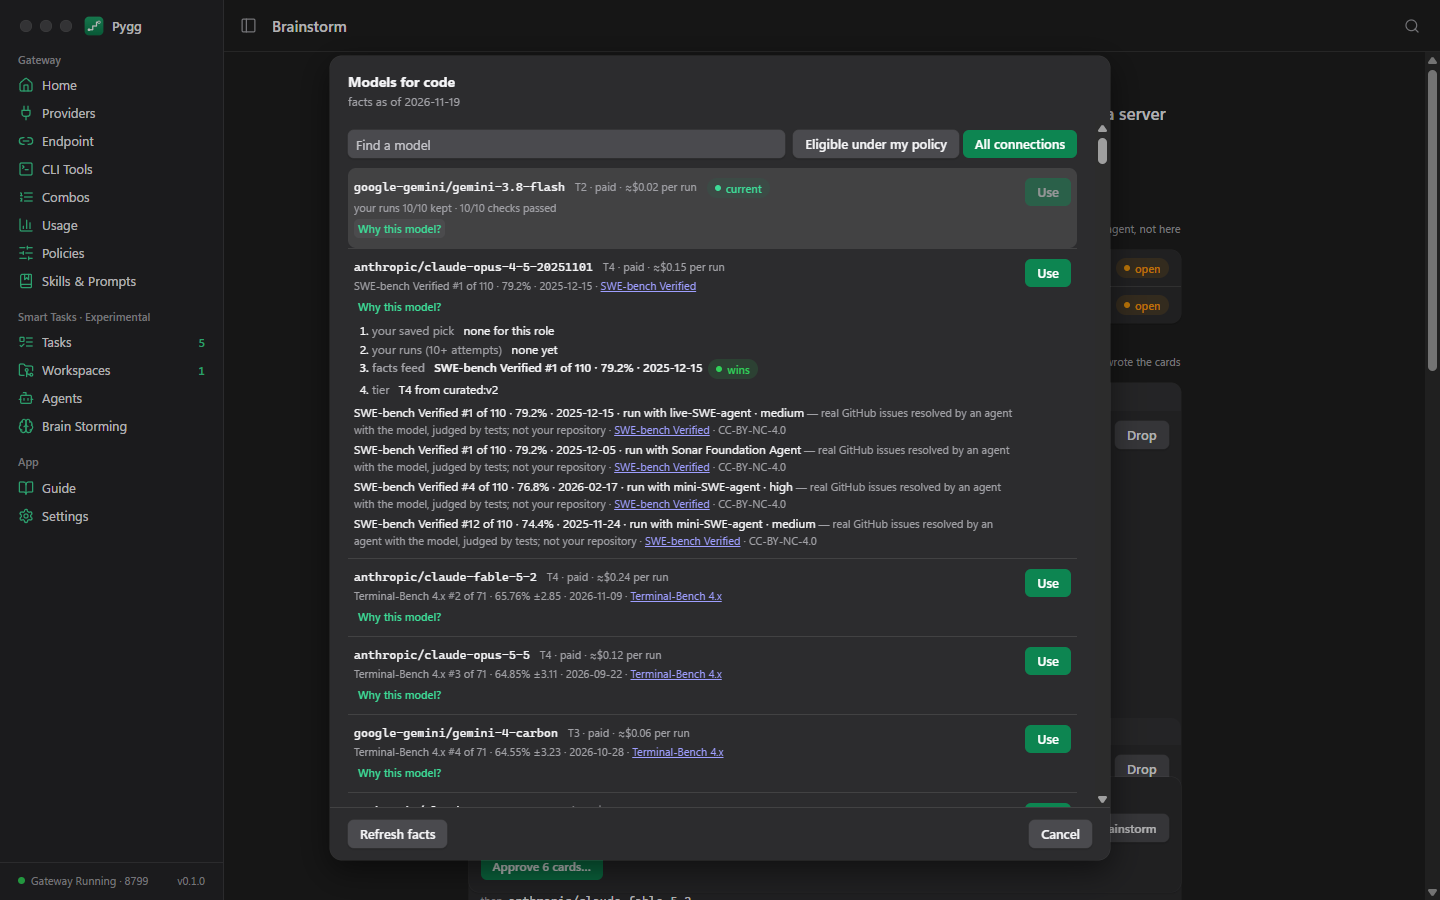 Pygg
Brainstorm
Gateway
Home
Providers
Endpoint
CLI Tools
Combos
Usage
Policies
Skills & Prompts
Smart Tasks · Experimental
Tasks 5
Workspaces 1
Agents
Brain Storming
App
Guide
Settings
Gateway Running · 8799 v0.1.0
Models for code
facts as of 2026-11-19
Find a model
Eligible under my policy
All connections
google-gemini/gemini-3.8-flash T2 · paid · ≈$0.02 per run current
Use
your runs 10/10 kept · 10/10 checks passed
Why this model?
anthropic/claude-opus-4-5-20251101 T4 · paid · ≈$0.15 per run
Use
SWE-bench Verified #1 of 110 · 79.2% · 2025-12-15 · SWE-bench Verified
Why this model?
1. your saved pick none for this role
2. your runs (10+ attempts) none yet
3. facts feed SWE-bench Verified #1 of 110 · 79.2% · 2025-12-15 wins
4. tier T4 from curated:v2
SWE-bench Verified #1 of 110 · 79.2% · 2025-12-15 · run with live-SWE-agent · medium — real GitHub issues resolved by an agent
with the model, judged by tests; not your repository · SWE-bench Verified · CC-BY-NC-4.0
SWE-bench Verified #1 of 110 · 79.2% · 2025-12-05 · run with Sonar Foundation Agent — real GitHub issues resolved by an agent
with the model, judged by tests; not your repository · SWE-bench Verified · CC-BY-NC-4.0
SWE-bench Verified #4 of 110 · 76.8% · 2026-02-17 · run with mini-SWE-agent · high — real GitHub issues resolved by an agent
with the model, judged by tests; not your repository · SWE-bench Verified · CC-BY-NC-4.0
SWE-bench Verified #12 of 110 · 74.4% · 2025-11-24 · run with mini-SWE-agent · medium — real GitHub issues resolved by an
agent with the model, judged by tests; not your repository · SWE-bench Verified · CC-BY-NC-4.0
anthropic/claude-fable-5-2 T4 · paid · ≈$0.24 per run
Use
Terminal-Bench 4.x #2 of 71 · 65.76% ±2.85 · 2026-11-09 · Terminal-Bench 4.x
Why this model?
anthropic/claude-opus-5-5 T4 · paid · ≈$0.12 per run
Use
Terminal-Bench 4.x #3 of 71 · 64.85% ±3.11 · 2026-09-22 · Terminal-Bench 4.x
Why this model?
google-gemini/gemini-4-carbon T3 · paid · ≈$0.06 per run
Use
Terminal-Bench 4.x #4 of 71 · 64.55% ±3.23 · 2026-10-28 · Terminal-Bench 4.x
Why this model?
Refresh facts
Cancel
a server
gent, not here
open
open
wrote the cards
Drop
Drop
ainstorm
Approve 6 cards...